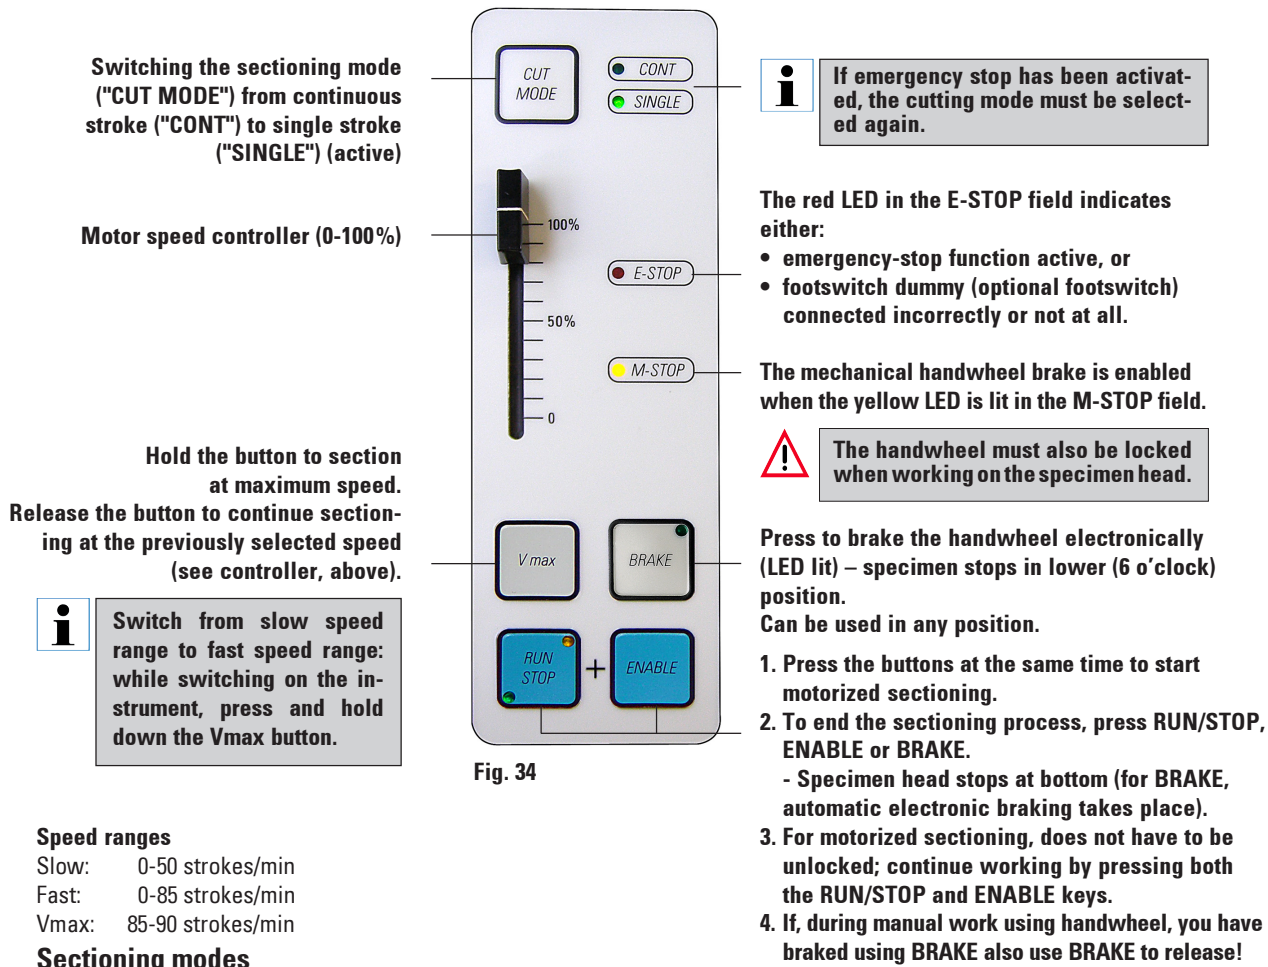 Switching the sectioning mode
("CUT MODE") from continuous
stroke ("CONT") to single stroke
("SINGLE") (active)
Motor speed controller (0-100%)
Hold the button to section
at maximum speed.
Release the button to continue section-
ing at the previously selected speed
(see controller, above).
Switch from slow speed
range to fast speed range:
while switching on the in-
strument, press and hold
down the Vmax button.
CUT
MODE
CONT
SINGLE
100%
E-STOP
50%
M-STOP
0
V max
BRAKE
RUN
STOP
+
ENABLE
Fig. 34
If emergency stop has been activat-
ed, the cutting mode must be select-
ed again.
The red LED in the E-STOP field indicates
either:
• emergency-stop function active, or
• footswitch dummy (optional footswitch)
connected incorrectly or not at all.
The mechanical handwheel brake is enabled
when the yellow LED is lit in the M-STOP field.
The handwheel must also be locked
when working on the specimen head.
Press to brake the handwheel electronically
(LED lit) – specimen stops in lower (6 o'clock)
position.
Can be used in any position.
1. Press the buttons at the same time to start
motorized sectioning.
2. To end the sectioning process, press RUN/STOP,
ENABLE or BRAKE.
- Specimen head stops at bottom (for BRAKE,
automatic electronic braking takes place).
3. For motorized sectioning, does not have to be
unlocked; continue working by pressing both
the RUN/STOP and ENABLE keys.
4. If, during manual work using handwheel, you have
braked using BRAKE also use BRAKE to release!
Speed ranges
Slow: 0-50 strokes/min
Fast: 0-85 strokes/min
Vmax: 85-90 strokes/min
Sectioning modes